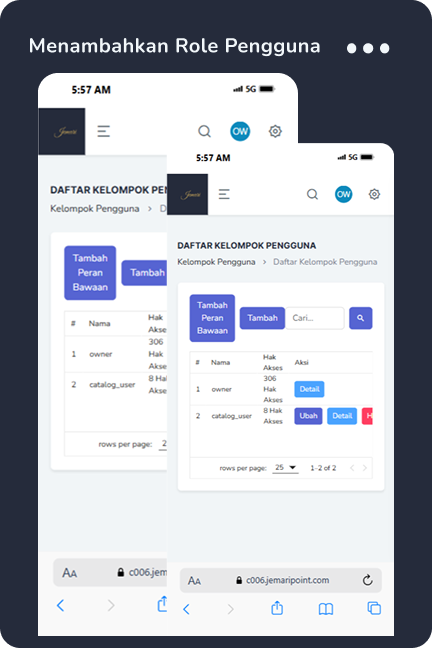 Menambahkan Role Pengguna
5:57 AM
5G
Jemari
OW
DAFTAR KELOMPOK PEN
Kelompok Pengguna > D
Tambah Peran Bawaan
Tambah
# Nama Hak Akses
1 owner 306 Hak Akses
2 catalog_user 8 Hak Akses
rows per page: 2
AA c006.jem
5:57 AM
5G
Jemari
OW
DAFTAR KELOMPOK PENGGUNA
Kelompok Pengguna > Daftar Kelompok Pengguna
Tambah Peran Bawaan
Tambah
Cari...
# Nama Hak Akses Aksi
1 owner 306 Hak Akses Detail
2 catalog_user 8 Hak Akses Ubah Detail H
rows per page: 25 1-2 of 2
AA c006.jemaripoint.com